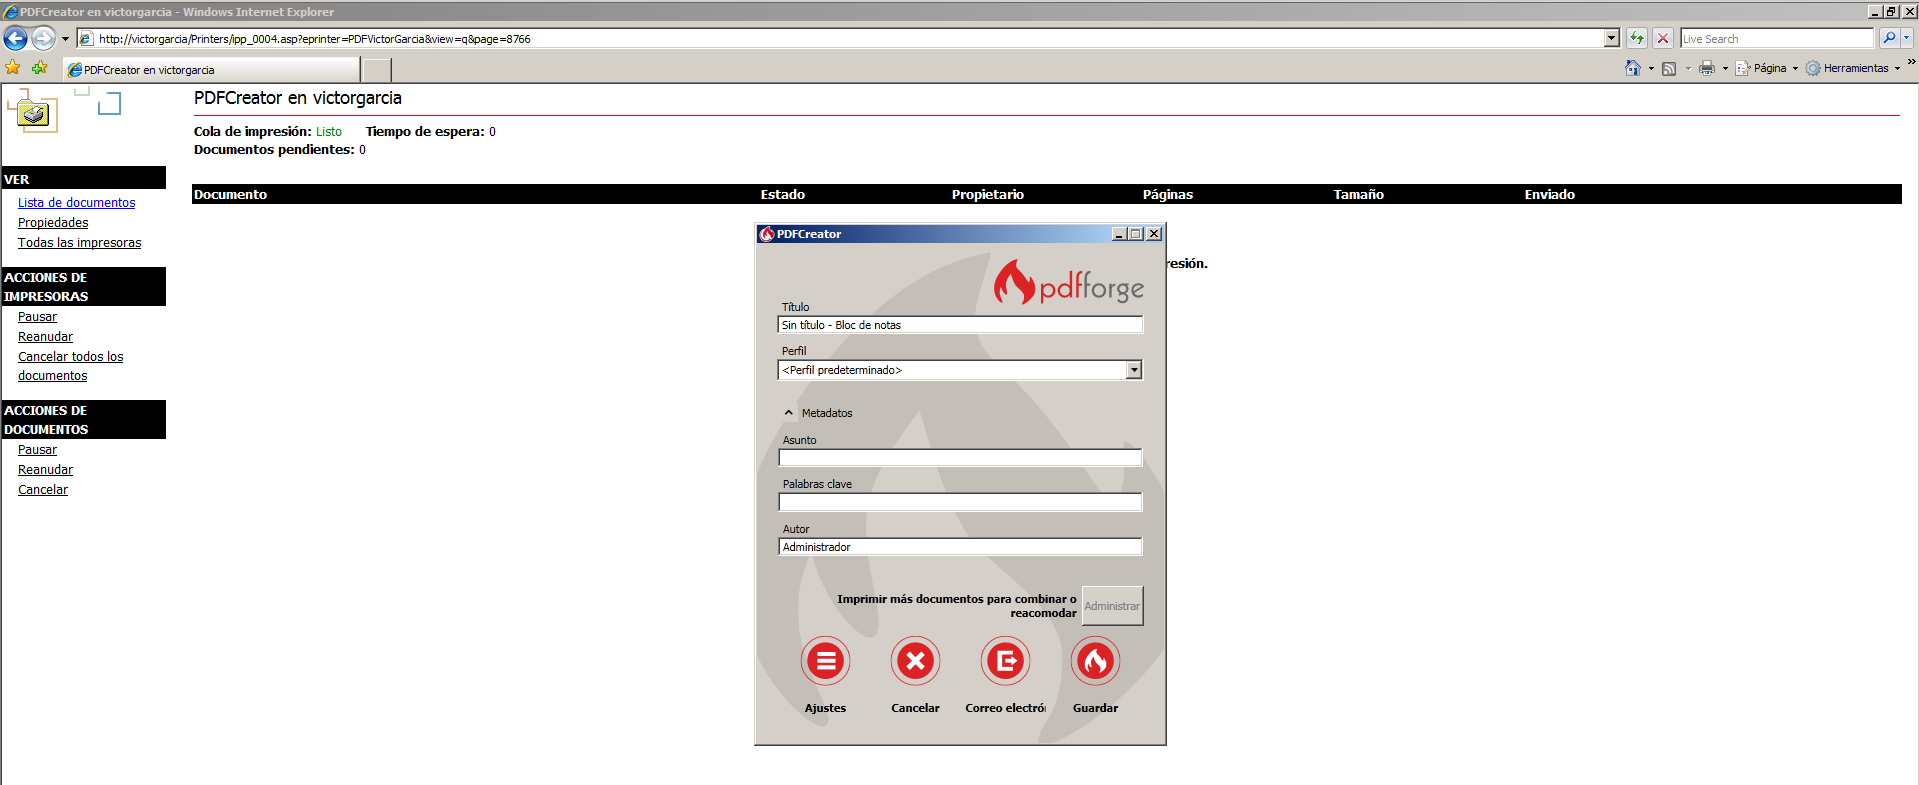 PDFCreator en victorgarcia - Windows Internet Explorer
http://victorgarcia/Printers/ipp_0004.asp?eprinter=PDFVictorGarcia&view=q&page=8766
Live Search
PDFCreator en victorgarcia
Página
Herramientas
»
PDFCreator en victorgarcia
Cola de impresión: Listo Tiempo de espera: 0
Documentos pendientes: 0
VER
Lista de documentos
Propiedades
Todas las impresoras
ACCIONES DE
IMPRESORAS
Pausar
Reanudar
Cancelar todos los
documentos
ACCIONES DE
DOCUMENTOS
Pausar
Reanudar
Cancelar
Documento Estado Propietario Páginas Tamaño Enviado
resión.
PDFCreator
pdfforge
Título
Sin título - Bloc de notas
Perfil
<Perfil predeterminado>
Metadatos
Asunto
Palabras clave
Autor
Administrador
Imprimir más documentos para combinar o
reacomodar
Administrar
Ajustes Cancelar Correo electró Guardar